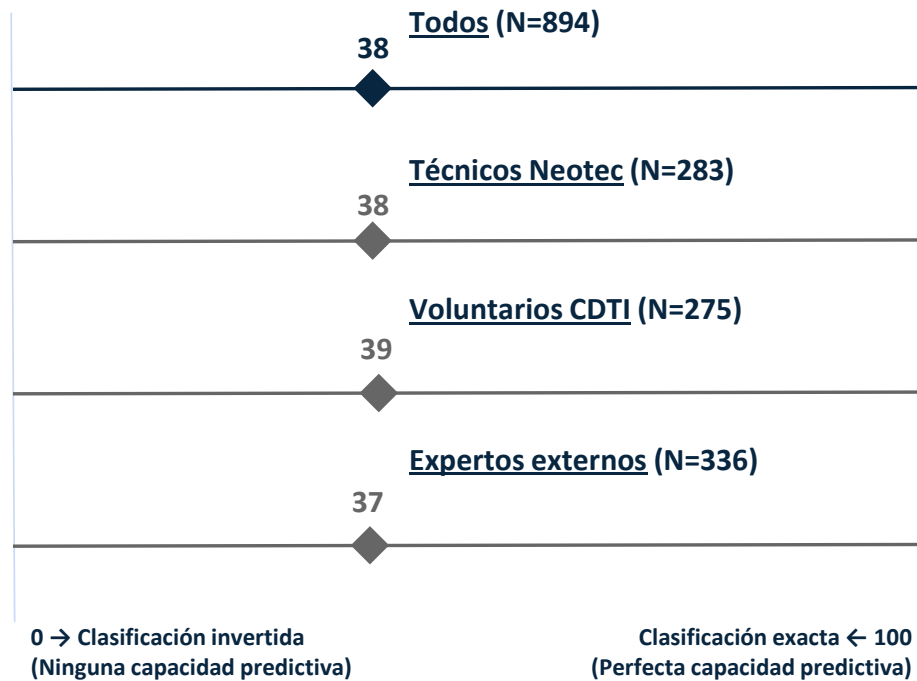 Todos (N=894)
38
Técnicos Neotec (N=283)
38
Voluntarios CDTI (N=275)
39
Expertos externos (N=336)
37
0 → Clasificación invertida
(Ninguna capacidad predictiva)
Clasificación exacta ← 100
(Perfecta capacidad predictiva)